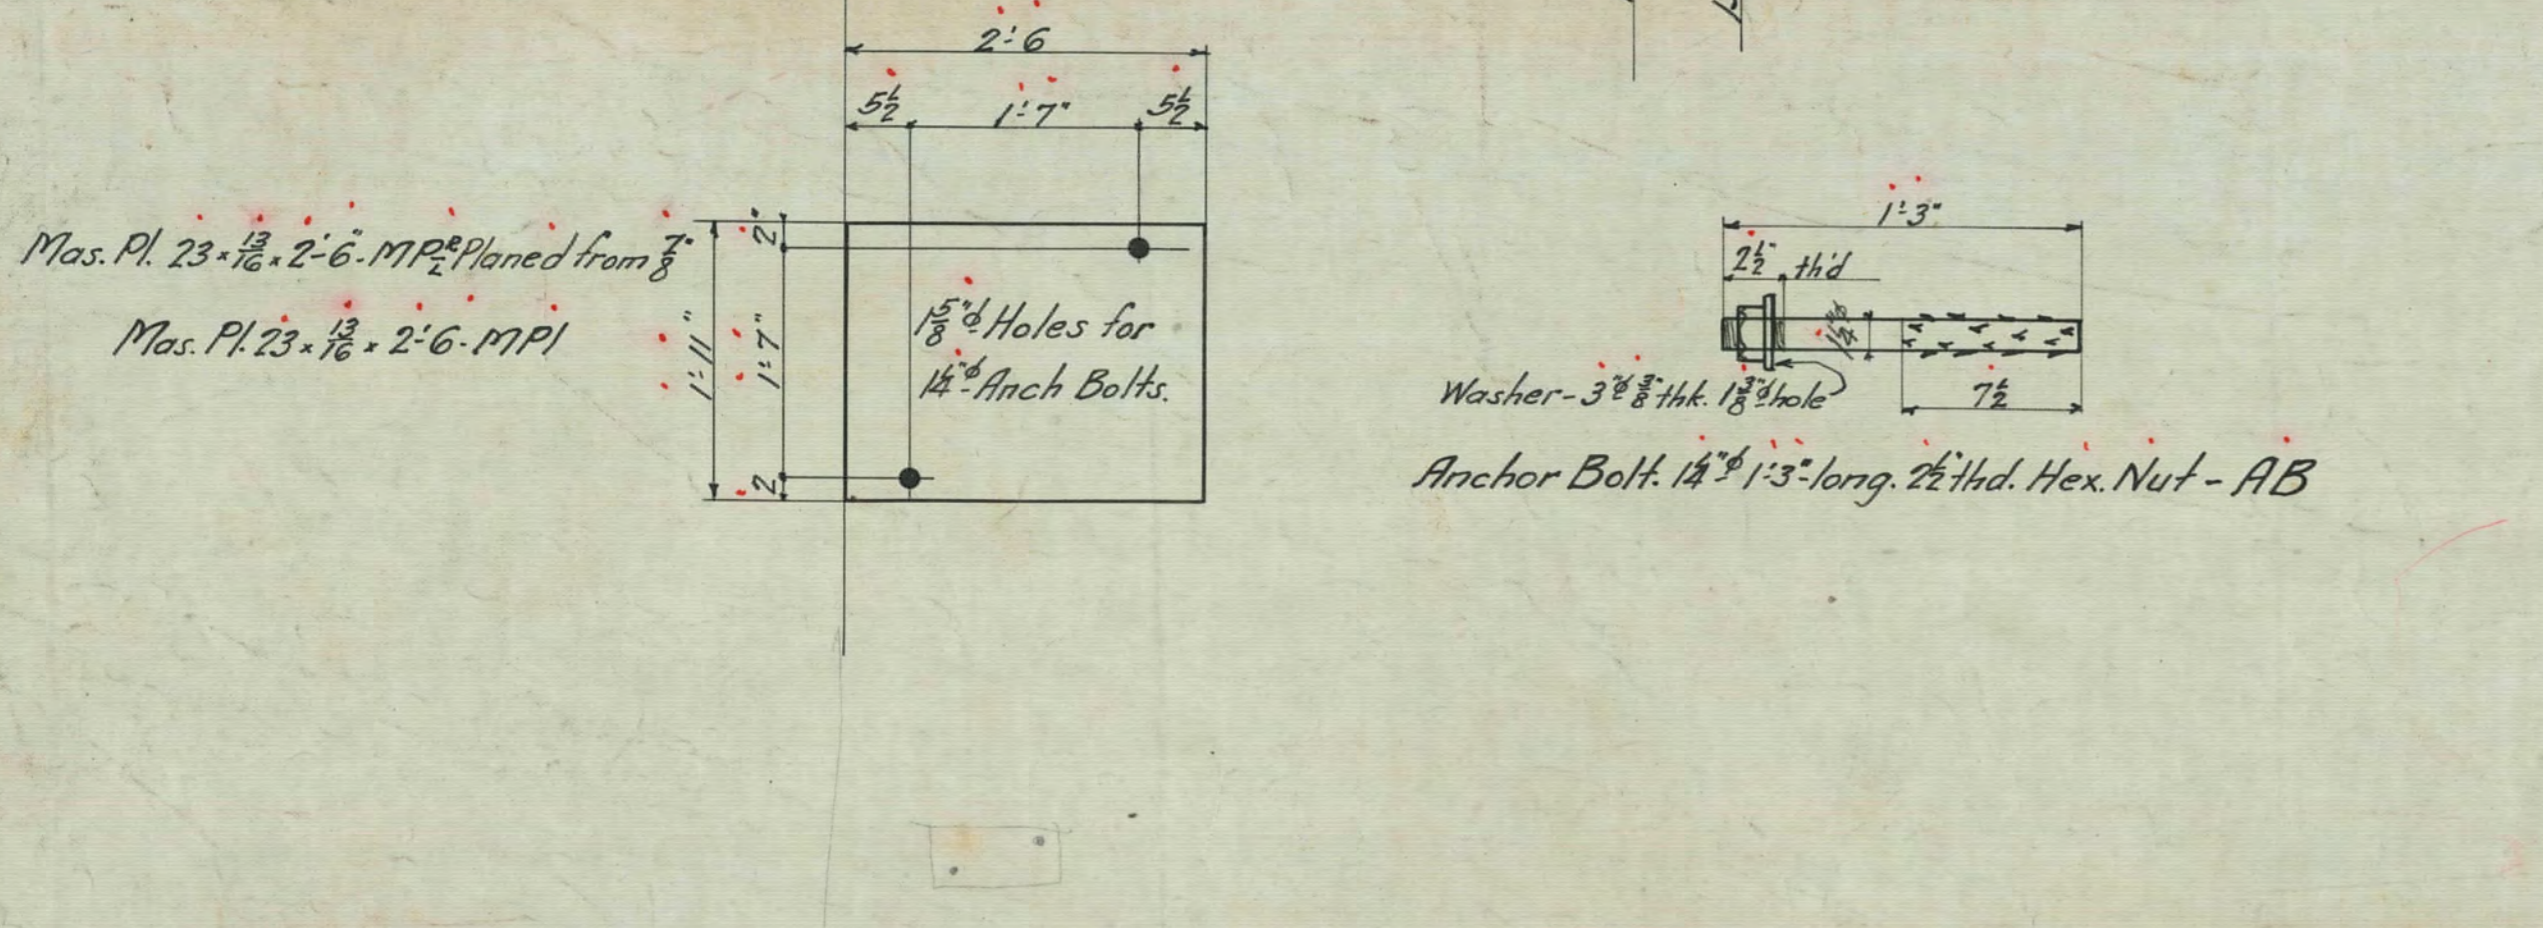 2'-6
5½ 1'-7" 5½
Mas. Pl. 23 x 13/16 x 2'-6" - MP R/L Planed from 7/8"
Mas. Pl. 23 x 13/16 x 2'-6 - MP1
2"
1'-11"
1'-7"
2
1 5/8"φ Holes for
1¼"φ Anch Bolts.
1'-3"
2½" th'd
1¼"φ
Washer - 3"φ 3/8" thk. 1 3/8"φ hole
7½
Anchor Bolt. 1¼"φ 1'-3" long. 2½" thd. Hex. Nut - AB